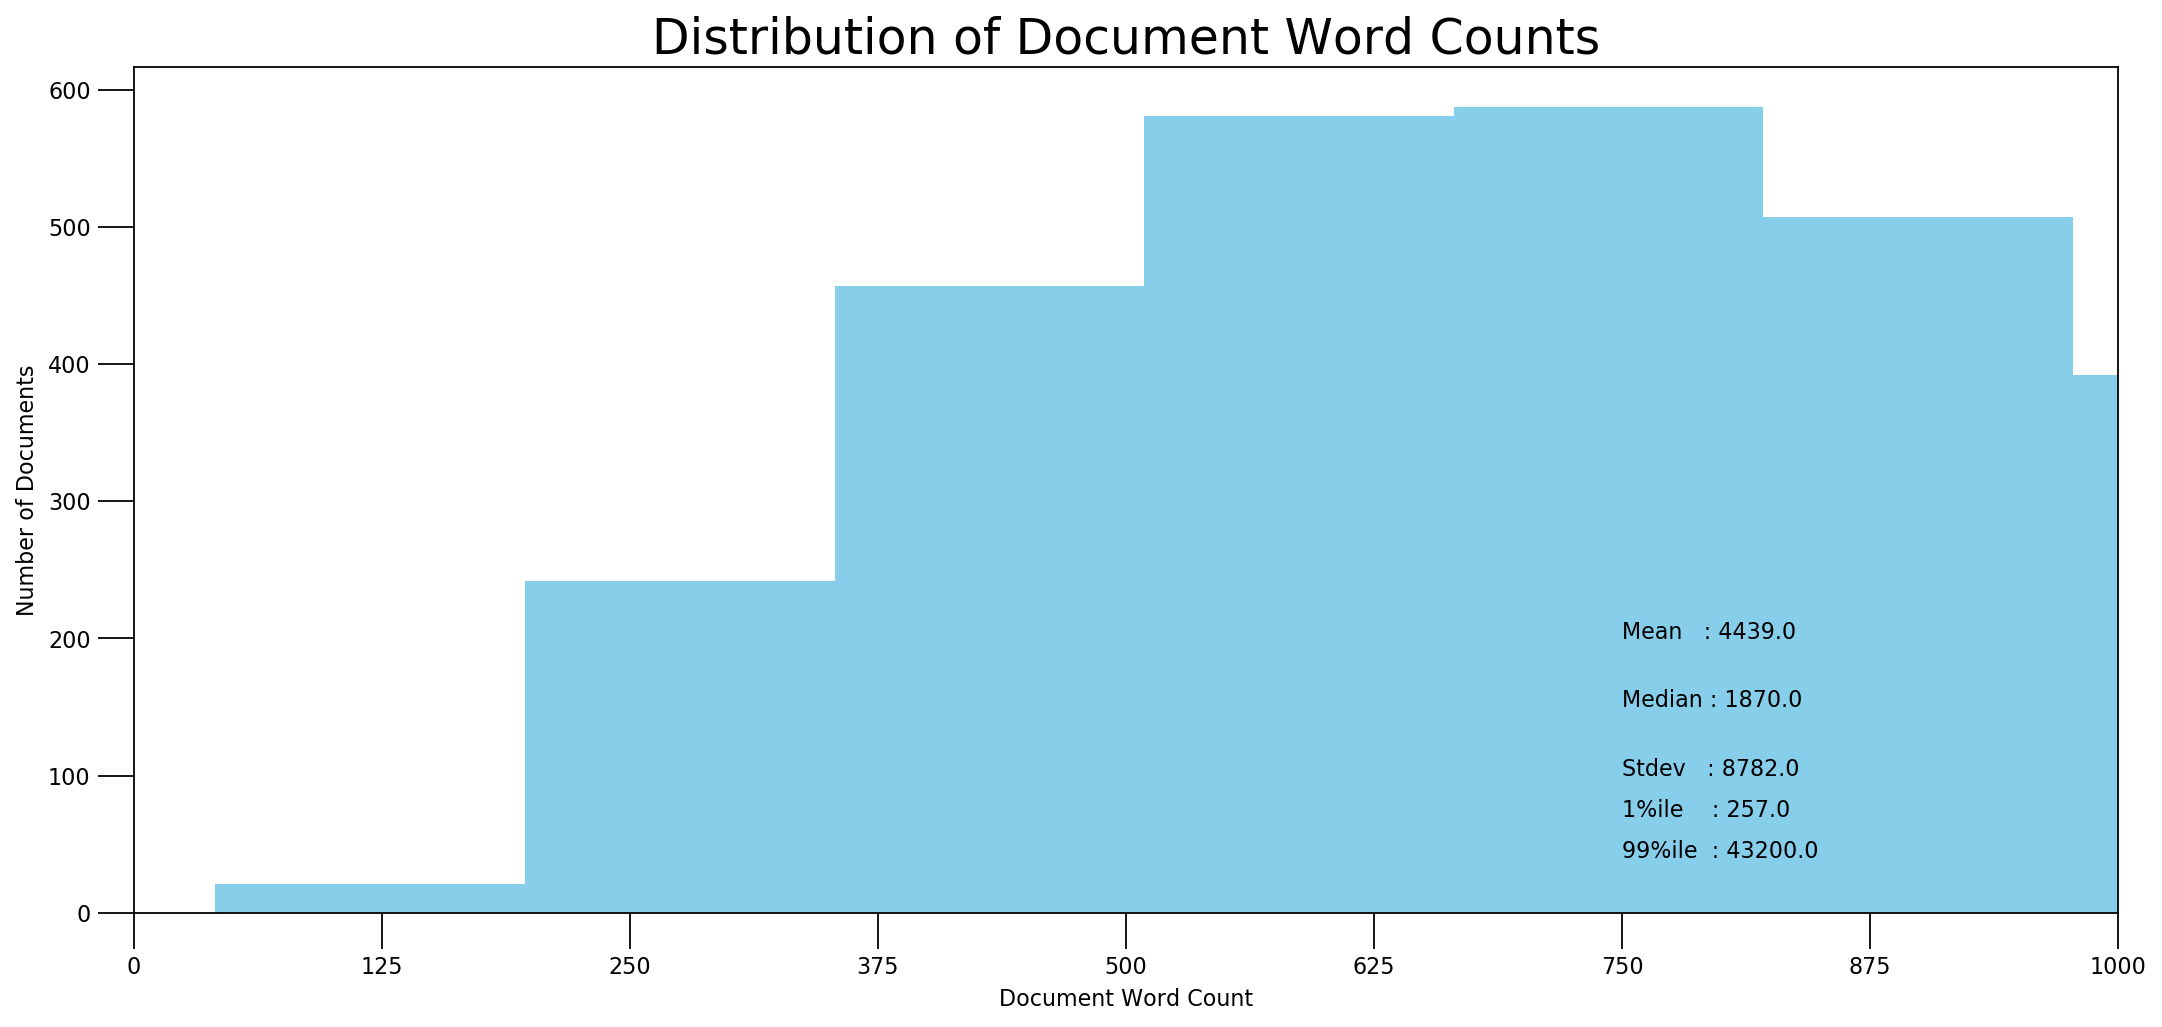 Distribution of Document Word Counts
600
500
400
300
200
100
0
Number of Documents
Mean   : 4439.0
Median : 1870.0
Stdev   : 8782.0
1%ile    : 257.0
99%ile  : 43200.0
0 125 250 375 500 625 750 875 1000
Document Word Count